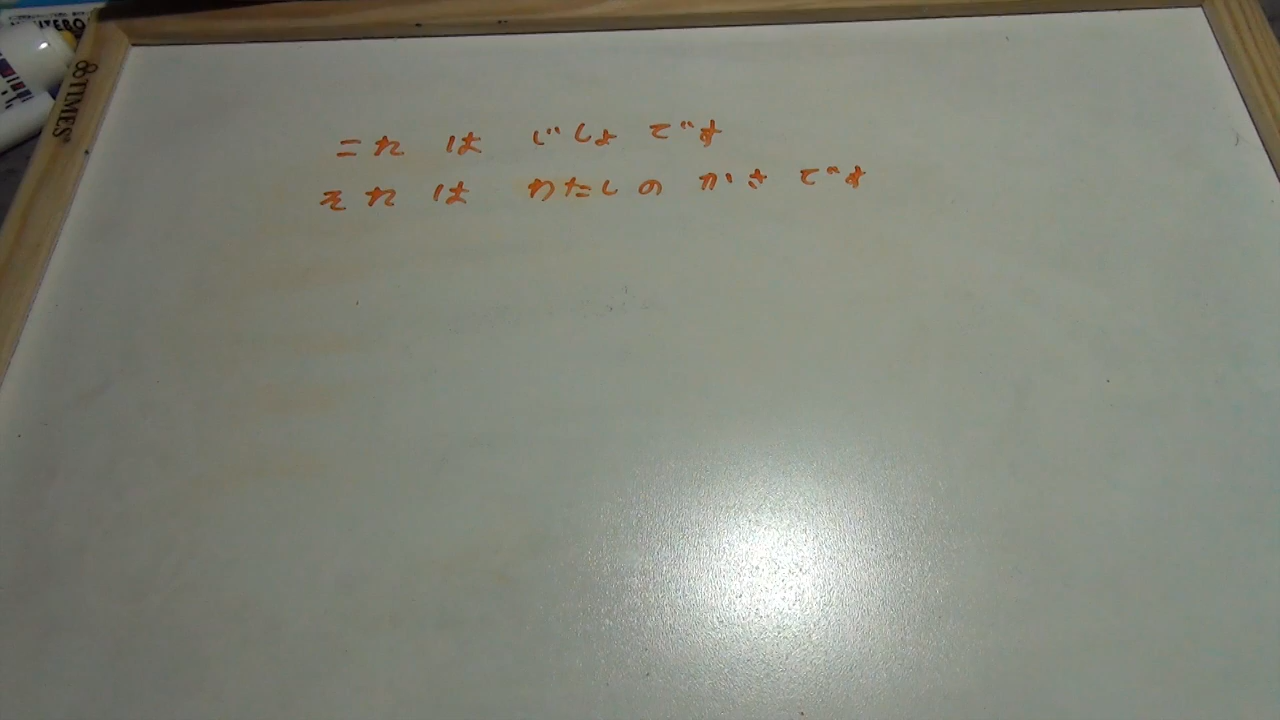 TIMES
これ は じしょ です
それ は わたしの かさ です